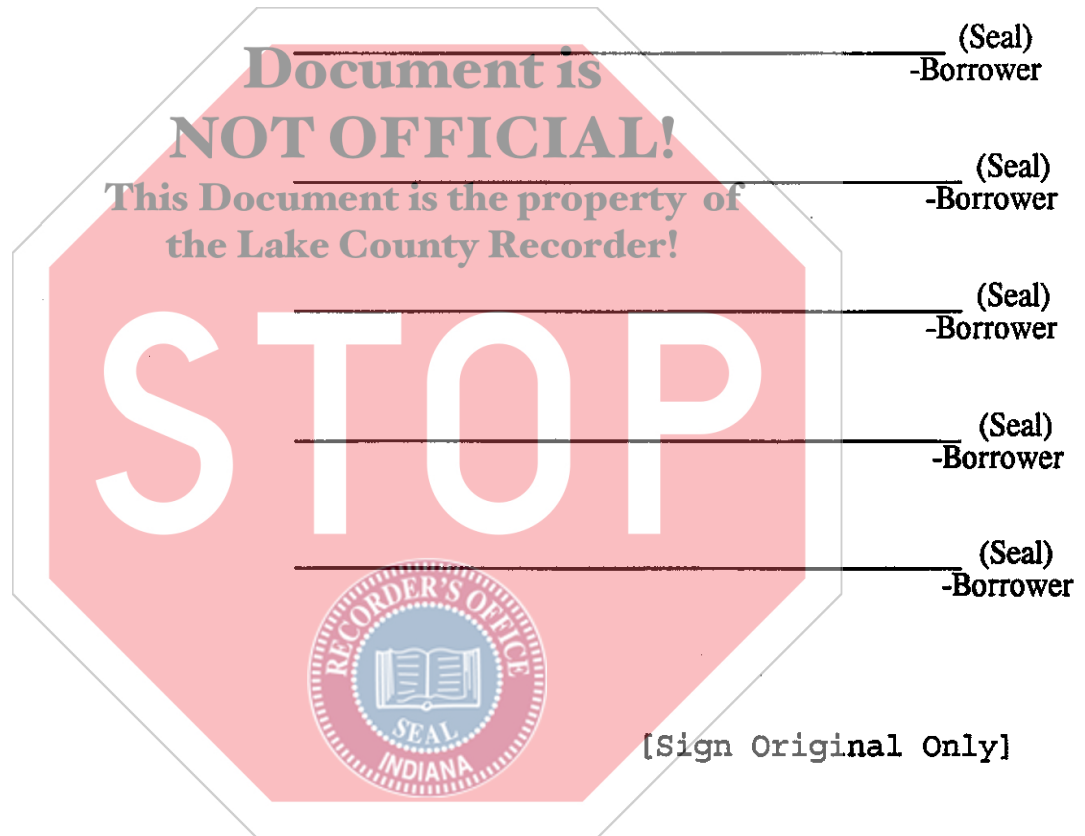 (Seal)
-Borrower
Document is
NOT OFFICIAL!
This Document is the property of
the Lake County Recorder!
(Seal)
-Borrower
(Seal)
-Borrower
STOP
(Seal)
-Borrower
(Seal)
-Borrower
RECORDER'S OFFICE
SEAL
INDIANA
[Sign Original Only]